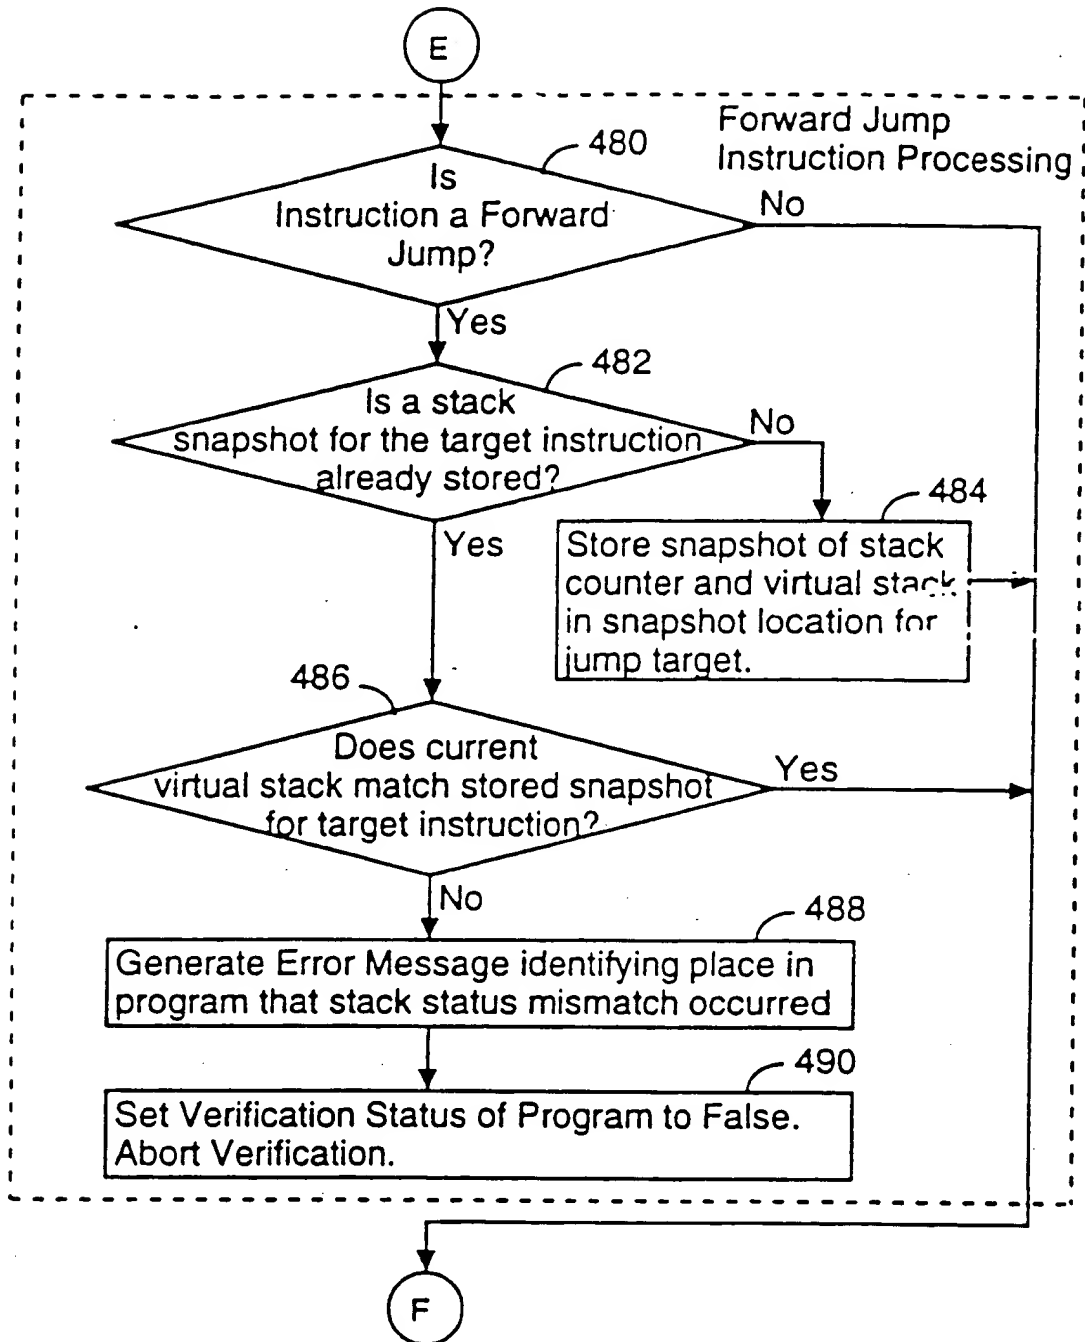 E
Forward Jump
Instruction Processing
480
Is
Instruction a Forward
Jump?
No
Yes
482
Is a stack
snapshot for the target instruction
already stored?
No
Yes
484
Store snapshot of stack
counter and virtual stack
in snapshot location for
jump target.
486
Does current
virtual stack match stored snapshot
for target instruction?
Yes
No
488
Generate Error Message identifying place in
program that stack status mismatch occurred
490
Set Verification Status of Program to False.
Abort Verification.
F